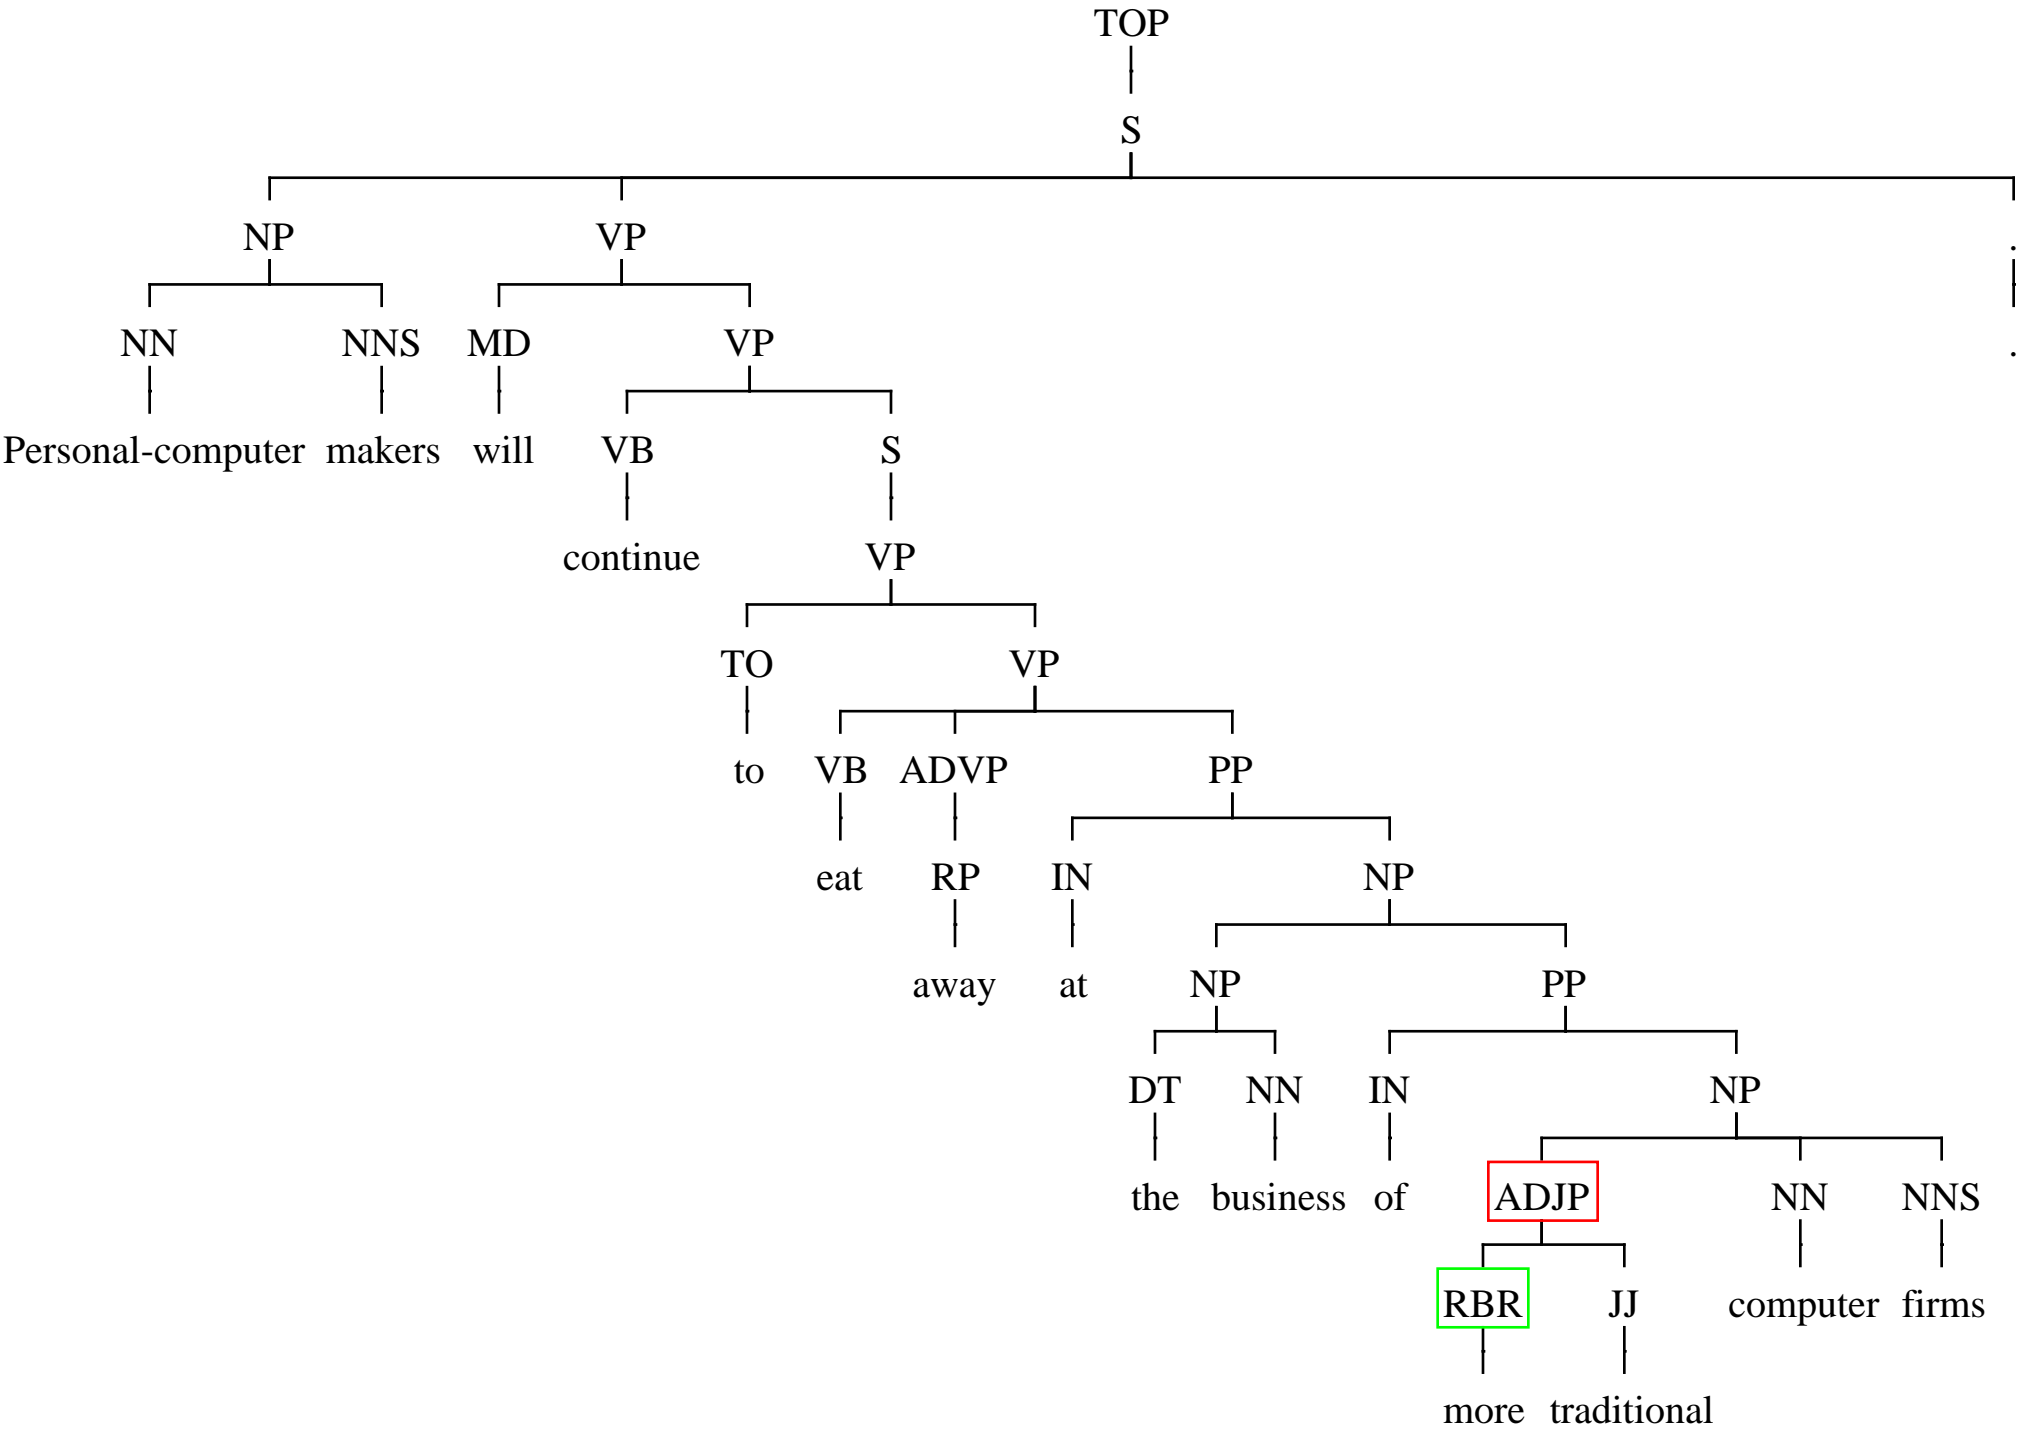 TOP
S
NP VP .
NN NNS MD VP .
Personal-computer makers will VB S
continue VP
TO VP
to VB ADVP PP
eat RP IN NP
away at NP PP
DT NN IN NP
the business of ADJP NN NNS
RBR JJ computer firms
more traditional